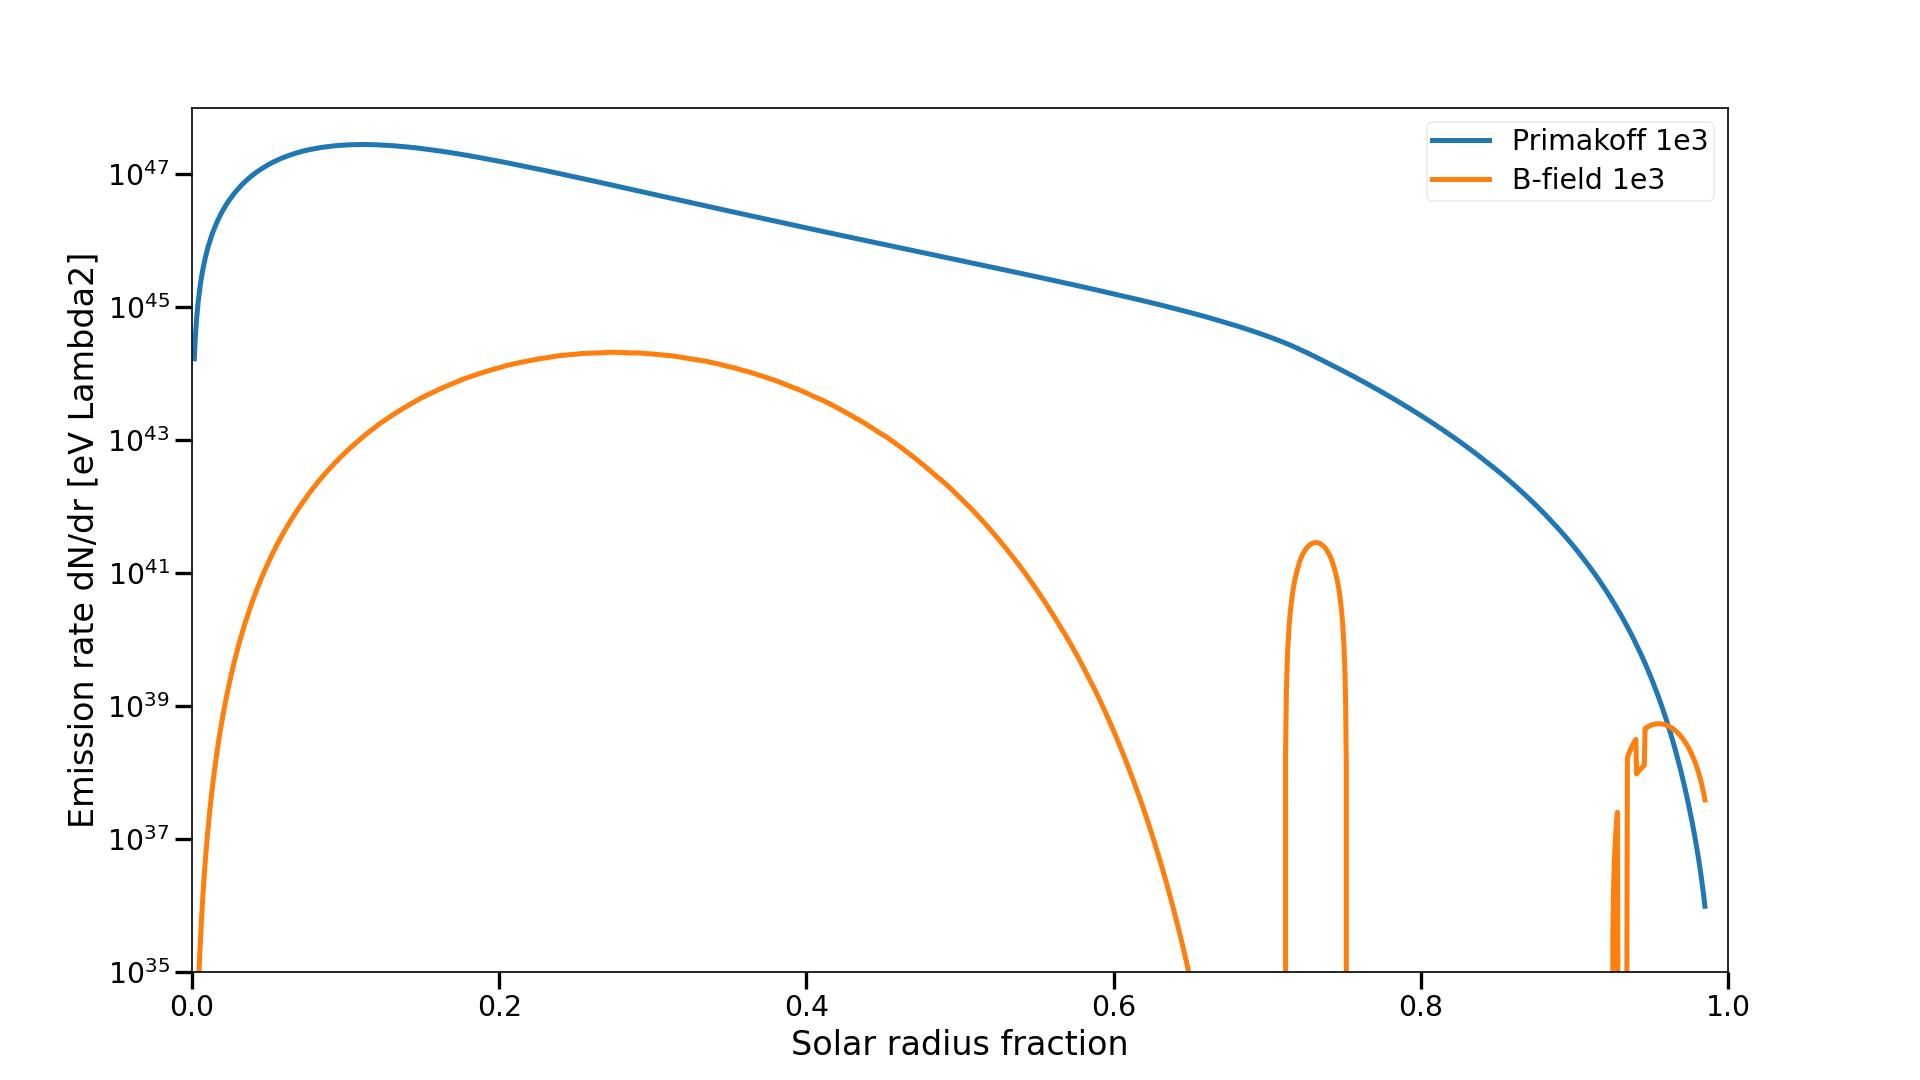 Primakoff 1e3
B-field 1e3
Emission rate dN/dr [eV Lambda2]
10^47
10^45
10^43
10^41
10^39
10^37
10^35
0.0 0.2 0.4 0.6 0.8 1.0
Solar radius fraction